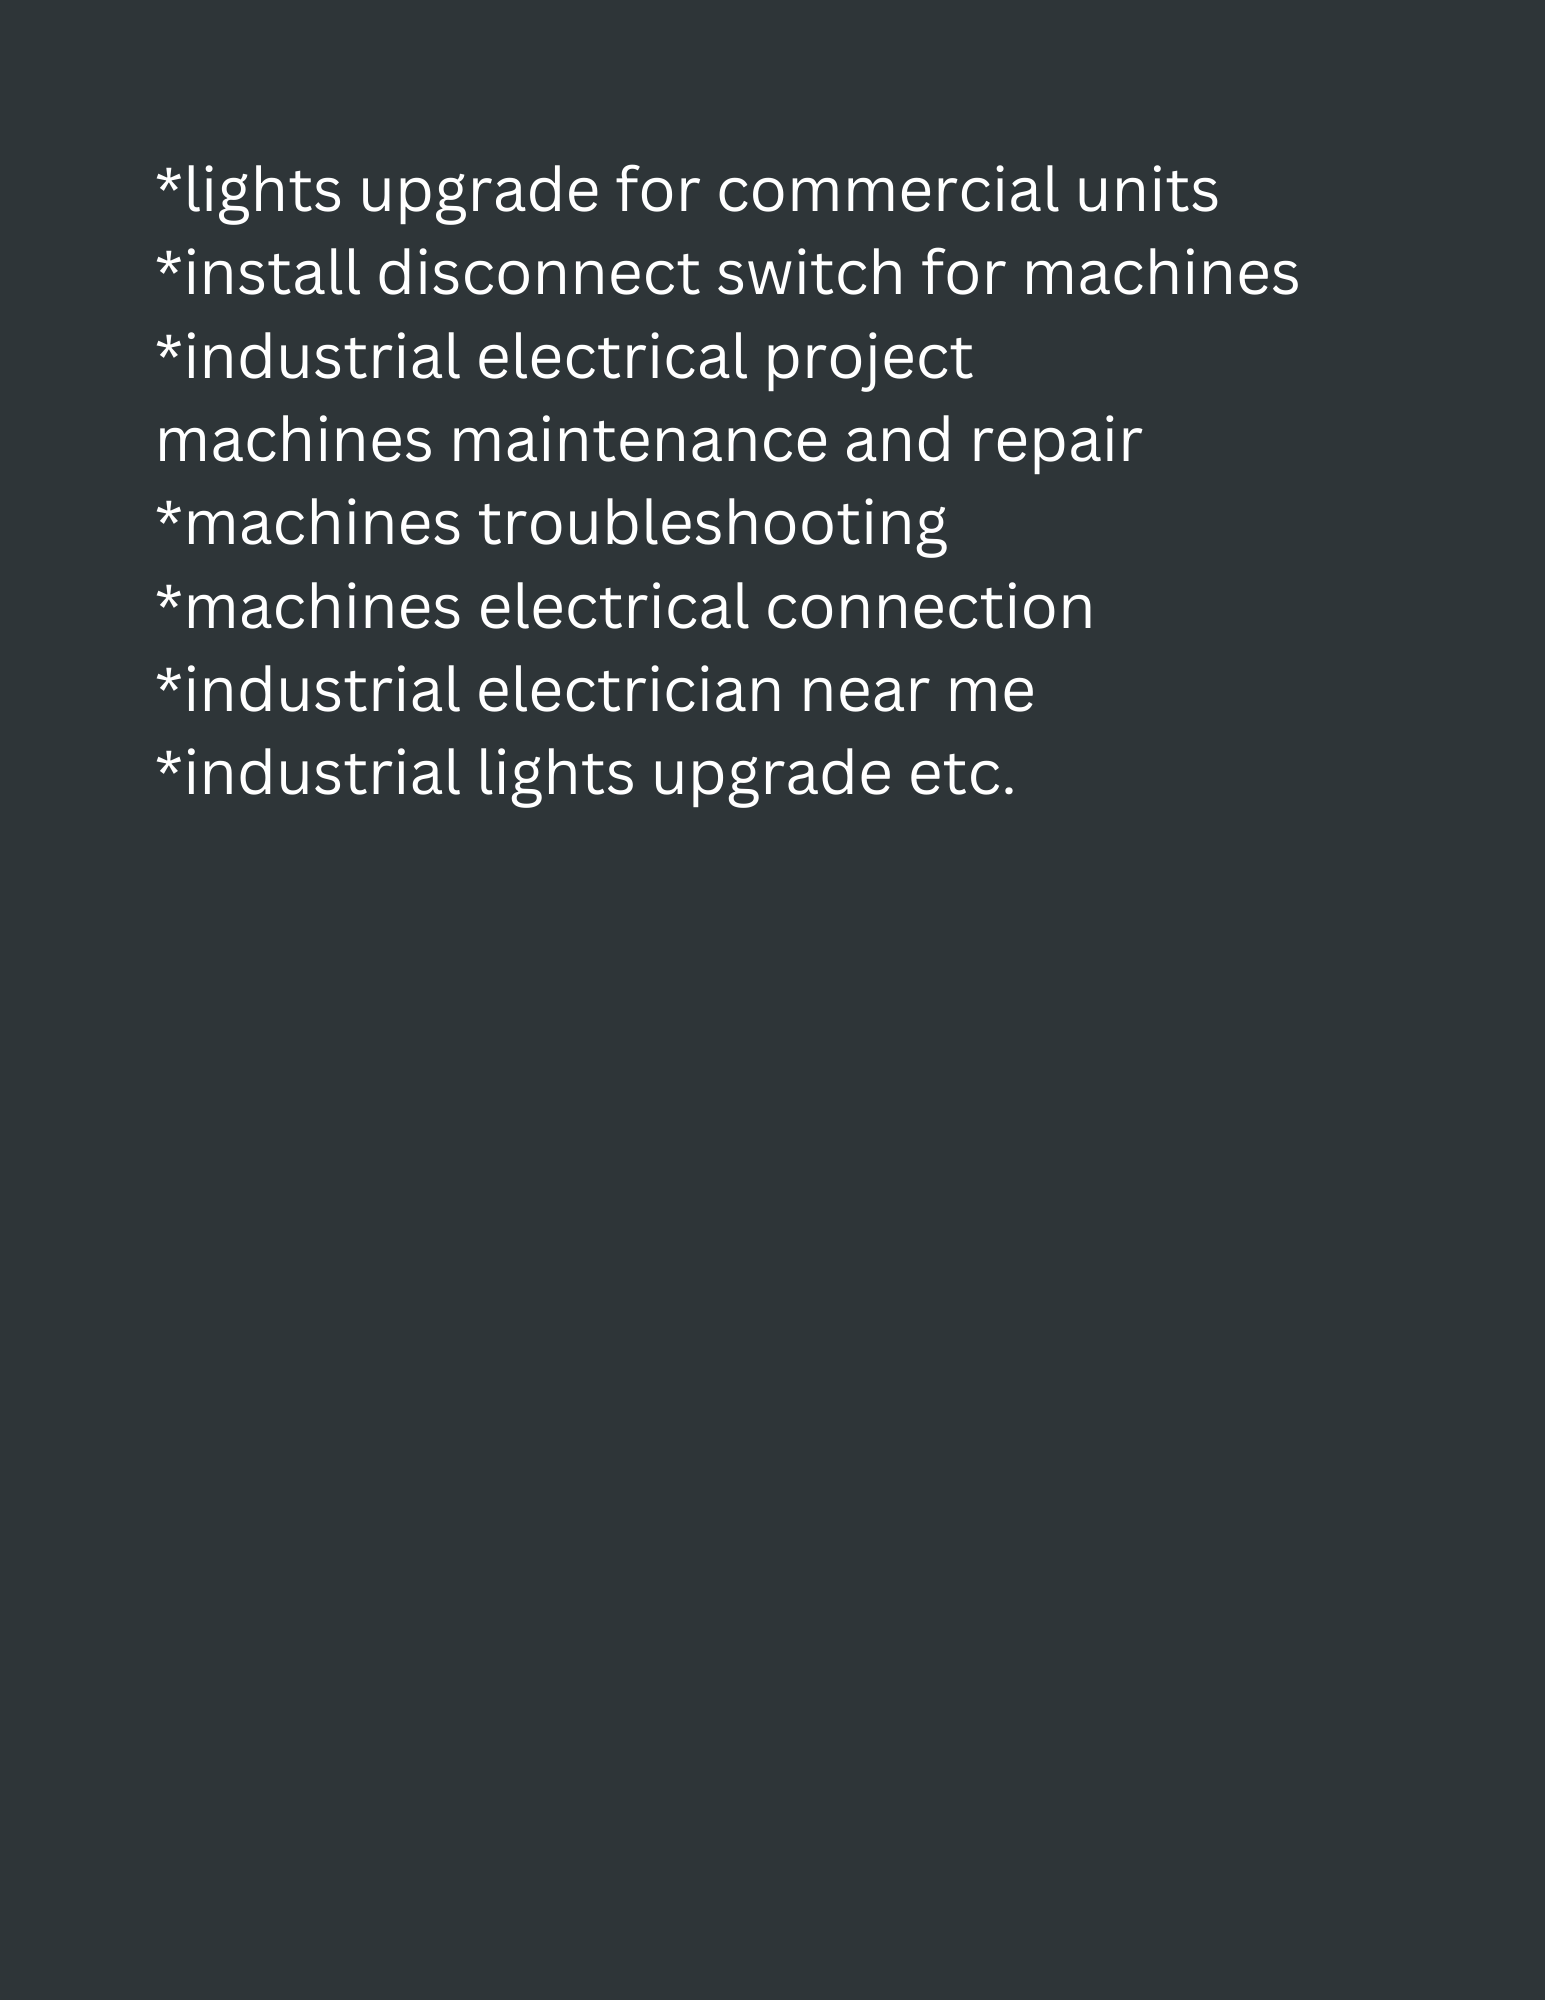 *lights upgrade for commercial units
*install disconnect switch for machines
*industrial electrical project
machines maintenance and repair
*machines troubleshooting
*machines electrical connection
*industrial electrician near me
*industrial lights upgrade etc.